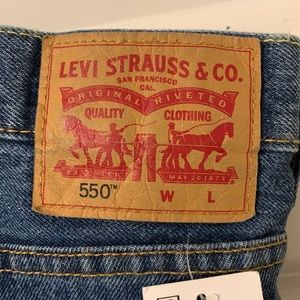 LEVI STRAUSS & CO.
SAN FRANCISCO
CAL.
ORIGINAL RIVETED
QUALITY CLOTHING
MAY 20 1873
550™ W L